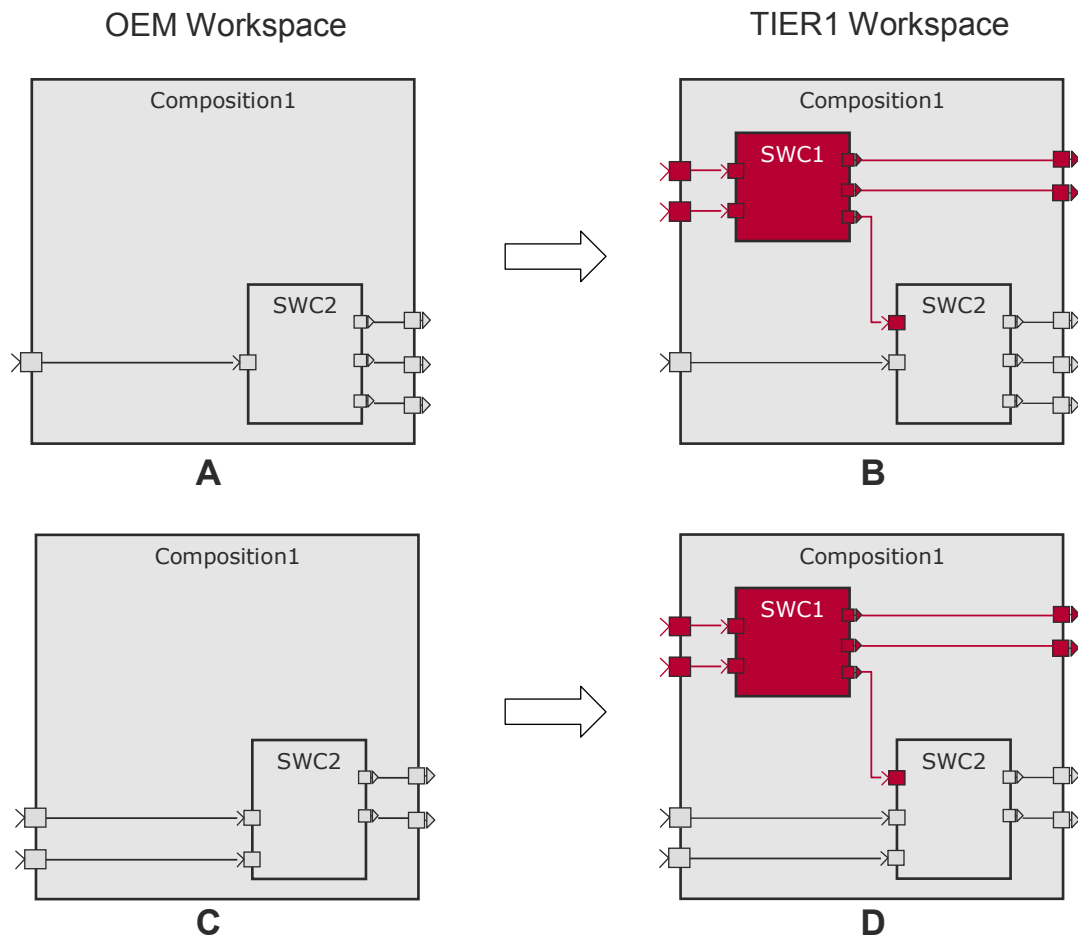 OEM Workspace
TIER1 Workspace
Composition1
Composition1
SWC1
SWC2
SWC2
A
B
Composition1
Composition1
SWC1
SWC2
SWC2
C
D